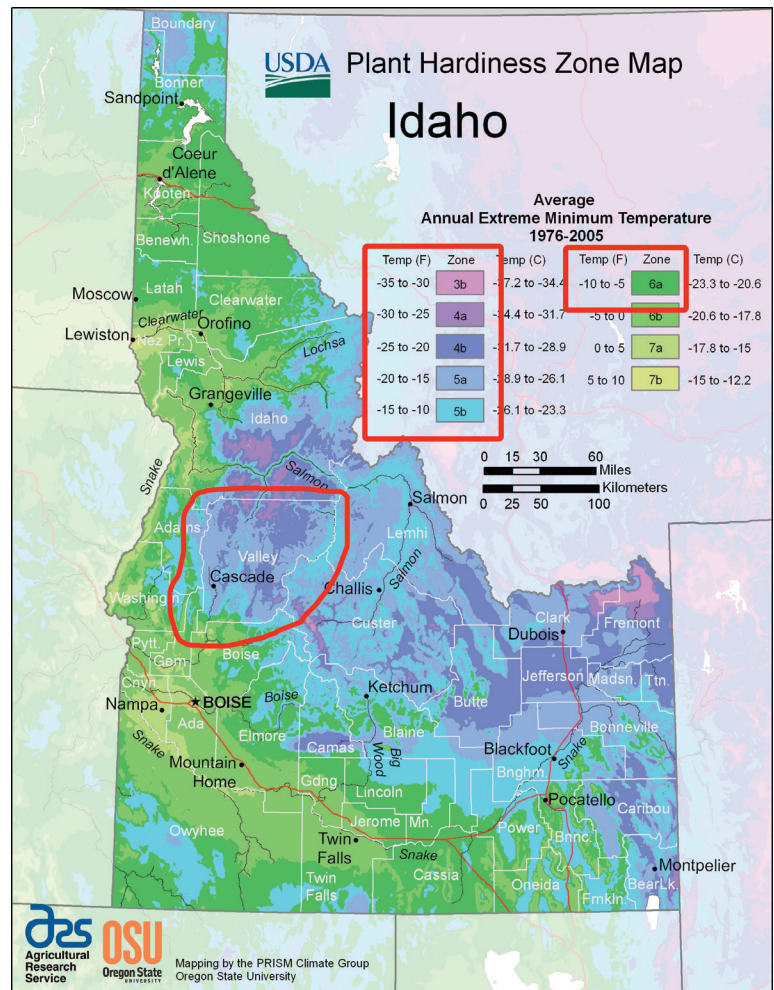 USDA Plant Hardiness Zone Map
Idaho
Average
Annual Extreme Minimum Temperature
1976-2005
Temp (F) Zone Temp (C)
-35 to -30 3b -37.2 to -34.4
-30 to -25 4a -34.4 to -31.7
-25 to -20 4b -31.7 to -28.9
-20 to -15 5a -28.9 to -26.1
-15 to -10 5b -26.1 to -23.3
Temp (F) Zone Temp (C)
-10 to -5 6a -23.3 to -20.6
-5 to 0 6b -20.6 to -17.8
0 to 5 7a -17.8 to -15
5 to 10 7b -15 to -12.2
0 15 30 60
Miles
Kilometers
0 25 50 100
Boundary
Bonner
Sandpoint
Coeur
d'Alene
Kooten
Benewh.
Shoshone
Latah
Moscow
Clearwater
Clearwater
Orofino
Lewiston
Nez Pr.
Lewis
Lochsa
Grangeville
Idaho
Salmon
Snake
Salmon
Adams
Lemhi
Valley
Cascade
Salmon
Challis
Washingtn
Custer
Clark
Fremont
Dubois
Pytt.
Gem
Boise
Jefferson
Madsn.
Ttn.
Cnyn
Boise
Ketchum
Butte
BOISE
Nampa
Ada
Elmore
Blaine
Bonneville
Camas
Big
Wood
Snake
Blackfoot
Snake
Mountain
Home
Bnghm.
Gdng
Lincoln
Pocatello
Caribou
Jerome
Mn.
Power
Bnnc.
Owyhee
Twin
Falls
Snake
Cassia
Montpelier
Twin
Falls
Oneida
Frnkln.
BearLk.
ars
Agricultural
Research
Service
OSU
Oregon State
UNIVERSITY
Mapping by the PRISM Climate Group
Oregon State University